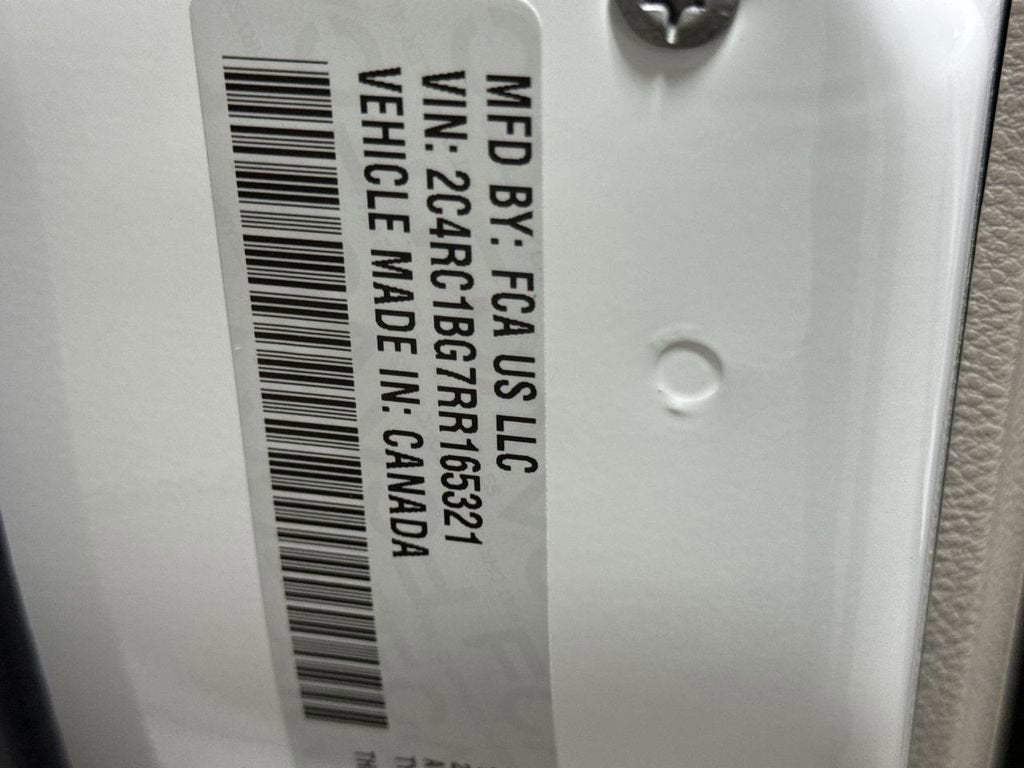 MFD BY: FCA US LLC
VIN: 2C4RC1BG7RR165321
VEHICLE MADE IN: CANADA